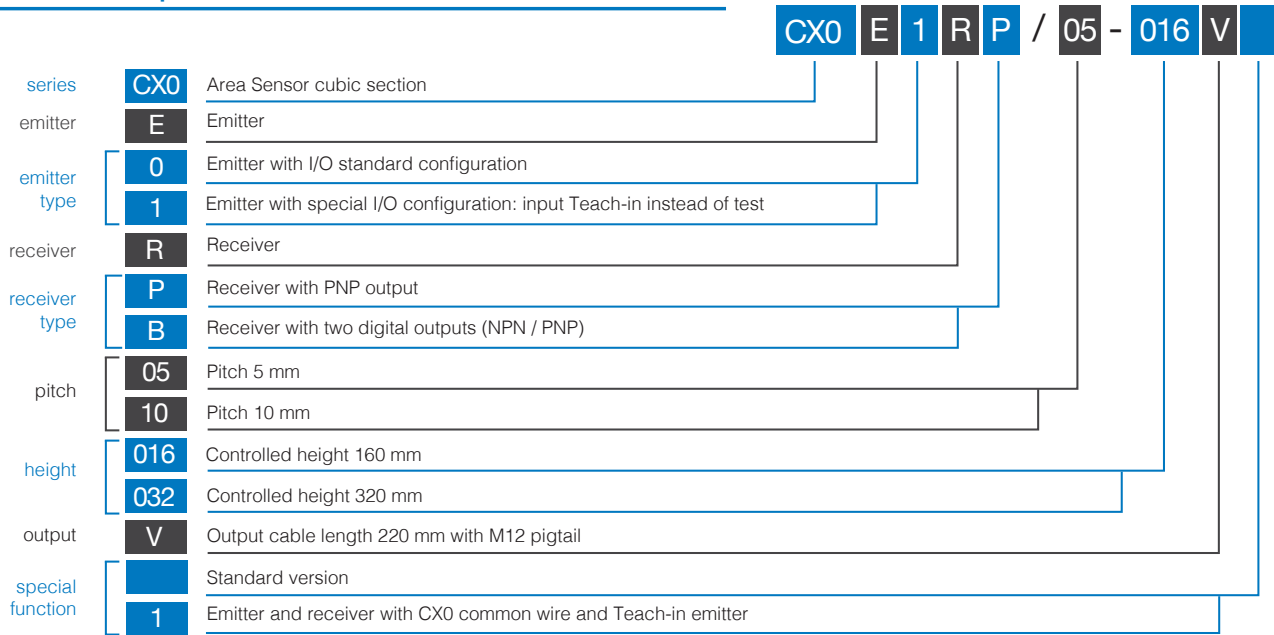 CX0 E 1 R P / 05 - 016 V
series CX0 Area Sensor cubic section
emitter E Emitter
emitter type
0 Emitter with I/O standard configuration
1 Emitter with special I/O configuration: input Teach-in instead of test
receiver R Receiver
receiver type
P Receiver with PNP output
B Receiver with two digital outputs (NPN / PNP)
pitch
05 Pitch 5 mm
10 Pitch 10 mm
height
016 Controlled height 160 mm
032 Controlled height 320 mm
output V Output cable length 220 mm with M12 pigtail
special function
Standard version
1 Emitter and receiver with CX0 common wire and Teach-in emitter